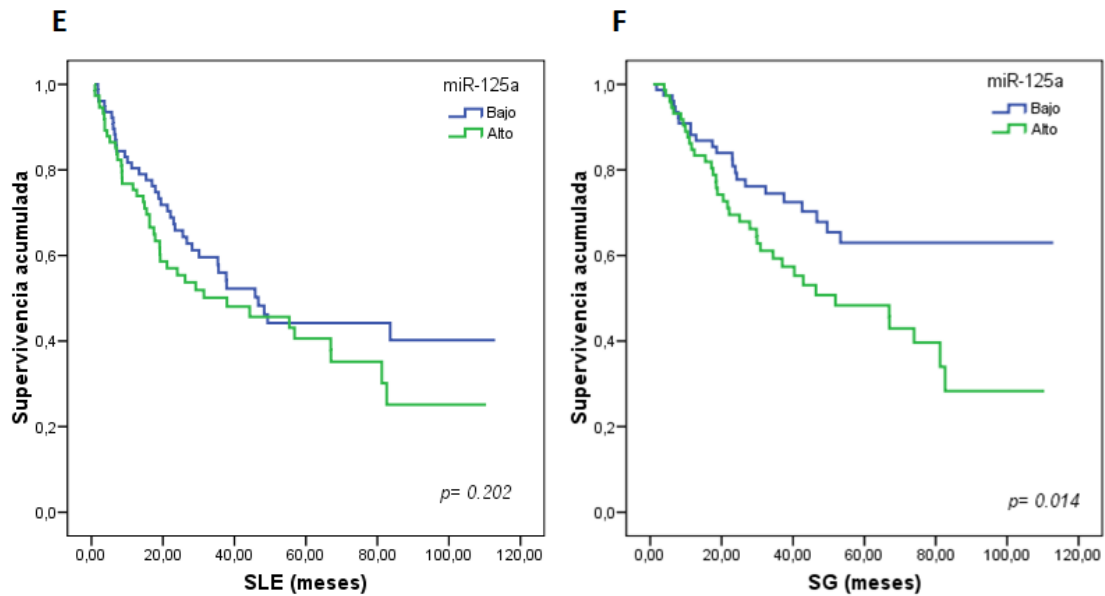 E
F
miR-125a
Bajo
Alto
Supervivencia acumulada
1,0
0,8
0,6
0,4
0,2
0,0
p= 0.202
0,00 20,00 40,00 60,00 80,00 100,00 120,00
SLE (meses)
miR-125a
Bajo
Alto
Supervivencia acumulada
1,0
0,8
0,6
0,4
0,2
0,0
p= 0.014
0,00 20,00 40,00 60,00 80,00 100,00 120,00
SG (meses)